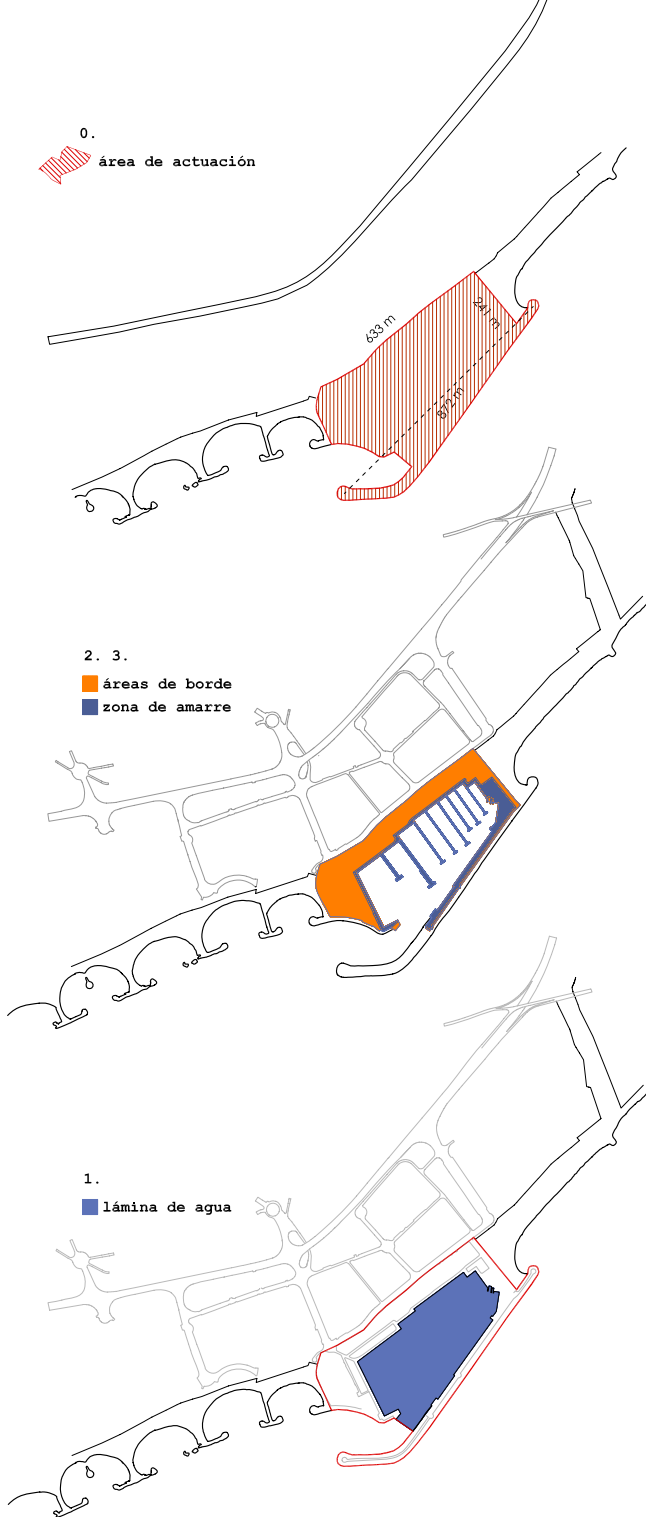 0.
área de actuación
633 m
241 m
872 m
2. 3.
áreas de borde
zona de amarre
1.
lámina de agua